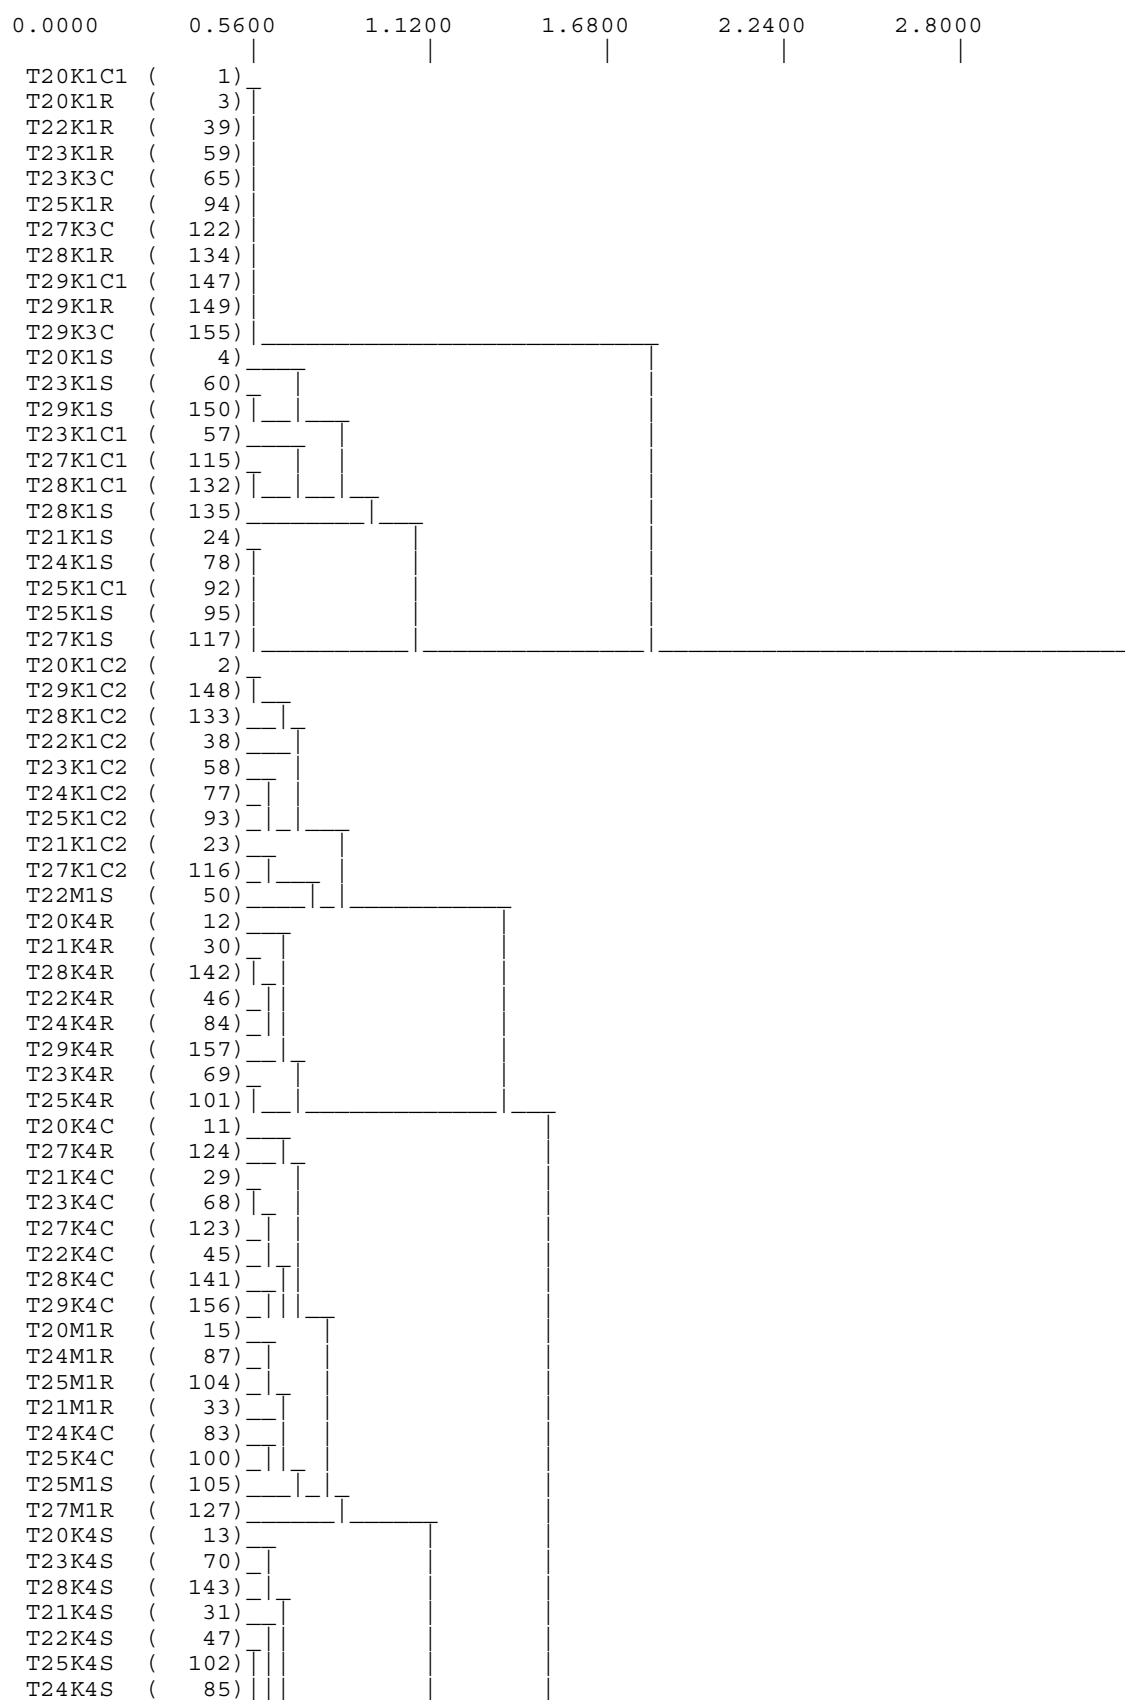 0.0000 0.5600 1.1200 1.6800 2.2400 2.8000
T20K1C1 ( 1)
T20K1R ( 3)
T22K1R ( 39)
T23K1R ( 59)
T23K3C ( 65)
T25K1R ( 94)
T27K3C ( 122)
T28K1R ( 134)
T29K1C1 ( 147)
T29K1R ( 149)
T29K3C ( 155)
T20K1S ( 4)
T23K1S ( 60)
T29K1S ( 150)
T23K1C1 ( 57)
T27K1C1 ( 115)
T28K1C1 ( 132)
T28K1S ( 135)
T21K1S ( 24)
T24K1S ( 78)
T25K1C1 ( 92)
T25K1S ( 95)
T27K1S ( 117)
T20K1C2 ( 2)
T29K1C2 ( 148)
T28K1C2 ( 133)
T22K1C2 ( 38)
T23K1C2 ( 58)
T24K1C2 ( 77)
T25K1C2 ( 93)
T21K1C2 ( 23)
T27K1C2 ( 116)
T22M1S ( 50)
T20K4R ( 12)
T21K4R ( 30)
T28K4R ( 142)
T22K4R ( 46)
T24K4R ( 84)
T29K4R ( 157)
T23K4R ( 69)
T25K4R ( 101)
T20K4C ( 11)
T27K4R ( 124)
T21K4C ( 29)
T23K4C ( 68)
T27K4C ( 123)
T22K4C ( 45)
T28K4C ( 141)
T29K4C ( 156)
T20M1R ( 15)
T24M1R ( 87)
T25M1R ( 104)
T21M1R ( 33)
T24K4C ( 83)
T25K4C ( 100)
T25M1S ( 105)
T27M1R ( 127)
T20K4S ( 13)
T23K4S ( 70)
T28K4S ( 143)
T21K4S ( 31)
T22K4S ( 47)
T25K4S ( 102)
T24K4S ( 85)